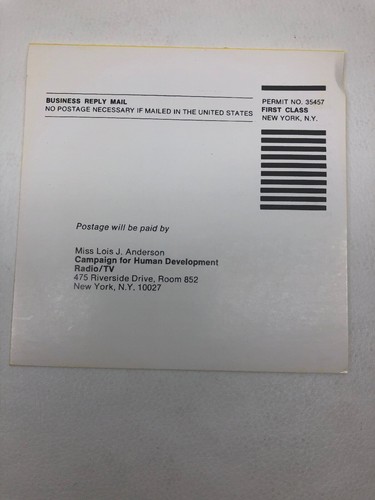 BUSINESS REPLY MAIL
NO POSTAGE NECESSARY IF MAILED IN THE UNITED STATES
PERMIT NO. 35457
FIRST CLASS
NEW YORK, N.Y.
Postage will be paid by
Miss Lois J. Anderson
Campaign for Human Development
Radio/TV
475 Riverside Drive, Room 852
New York, N.Y. 10027